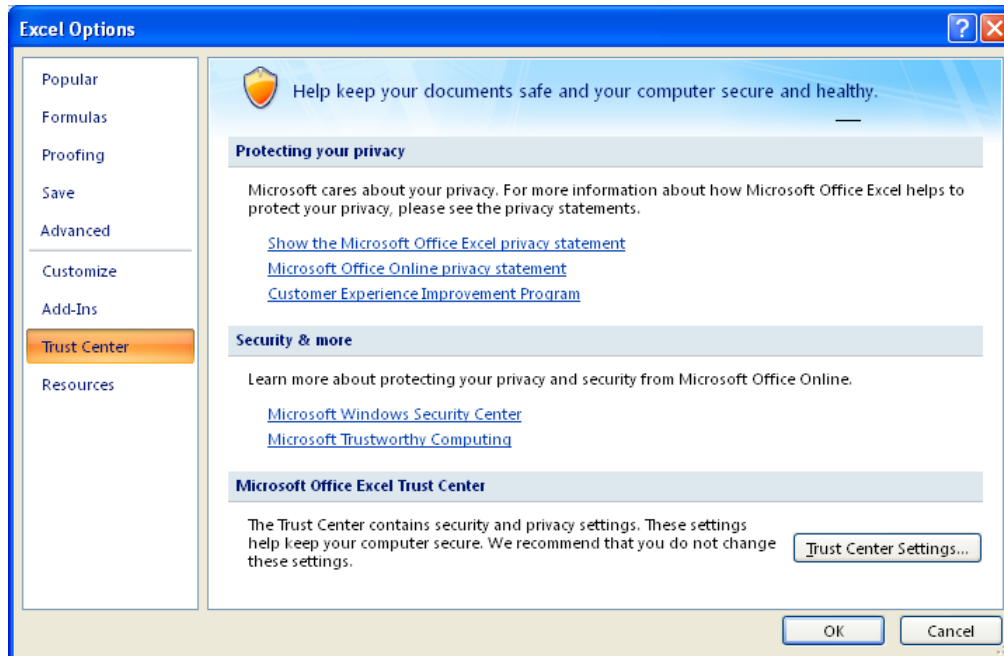 Excel Options
Popular
Formulas
Proofing
Save
Advanced
Customize
Add-Ins
Trust Center
Resources
Help keep your documents safe and your computer secure and healthy.
Protecting your privacy
Microsoft cares about your privacy. For more information about how Microsoft Office Excel helps to
protect your privacy, please see the privacy statements.
Show the Microsoft Office Excel privacy statement
Microsoft Office Online privacy statement
Customer Experience Improvement Program
Security & more
Learn more about protecting your privacy and security from Microsoft Office Online.
Microsoft Windows Security Center
Microsoft Trustworthy Computing
Microsoft Office Excel Trust Center
The Trust Center contains security and privacy settings. These settings
help keep your computer secure. We recommend that you do not change
these settings.
Trust Center Settings...
OK
Cancel